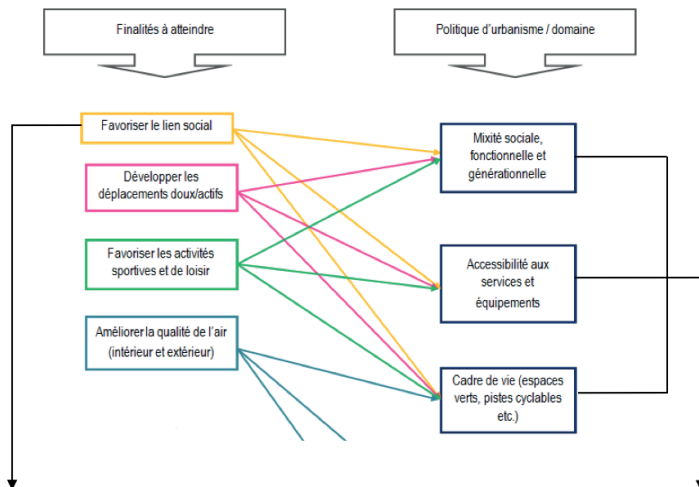 Finalités à atteindre
Politique d'urbanisme / domaine
Favoriser le lien social
Mixité sociale,
fonctionnelle et
générationnelle
Développer les
déplacements doux/actifs
Favoriser les activités
sportives et de loisir
Accessibilité aux
services et
équipements
Améliorer la qualité de l'air
(intérieur et extérieur)
Cadre de vie (espaces
verts, pistes cyclables
etc.)